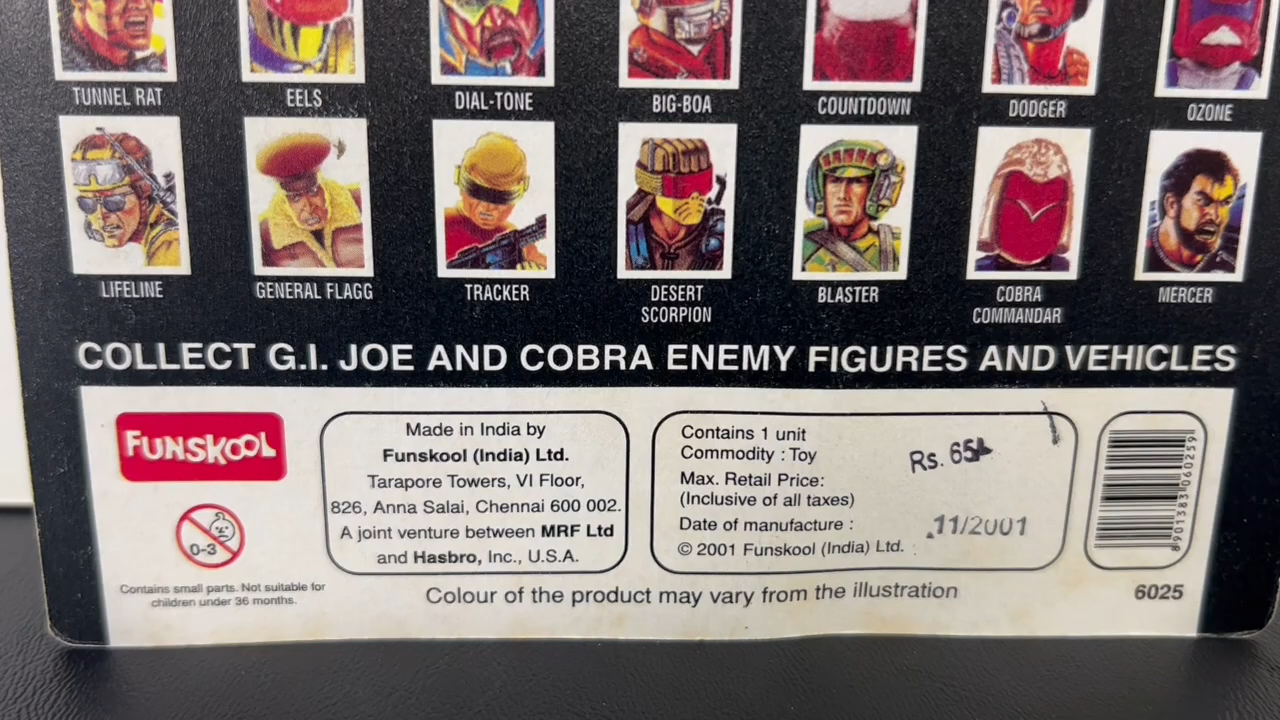 TUNNEL RAT EELS DIAL-TONE BIG-BOA COUNTDOWN DODGER OZONE
LIFELINE GENERAL FLAGG TRACKER DESERT SCORPION BLASTER COBRA COMMANDAR MERCER
COLLECT G.I. JOE AND COBRA ENEMY FIGURES AND VEHICLES
FUNSKOOL
0-3
Contains small parts. Not suitable for
children under 36 months.
Made in India by
Funskool (India) Ltd.
Tarapore Towers, VI Floor,
826, Anna Salai, Chennai 600 002.
A joint venture between MRF Ltd
and Hasbro, Inc., U.S.A.
Contains 1 unit
Commodity : Toy
Max. Retail Price: Rs. 65/-
(Inclusive of all taxes)
Date of manufacture : 11/2001
© 2001 Funskool (India) Ltd.
8901383060259
Colour of the product may vary from the illustration
6025